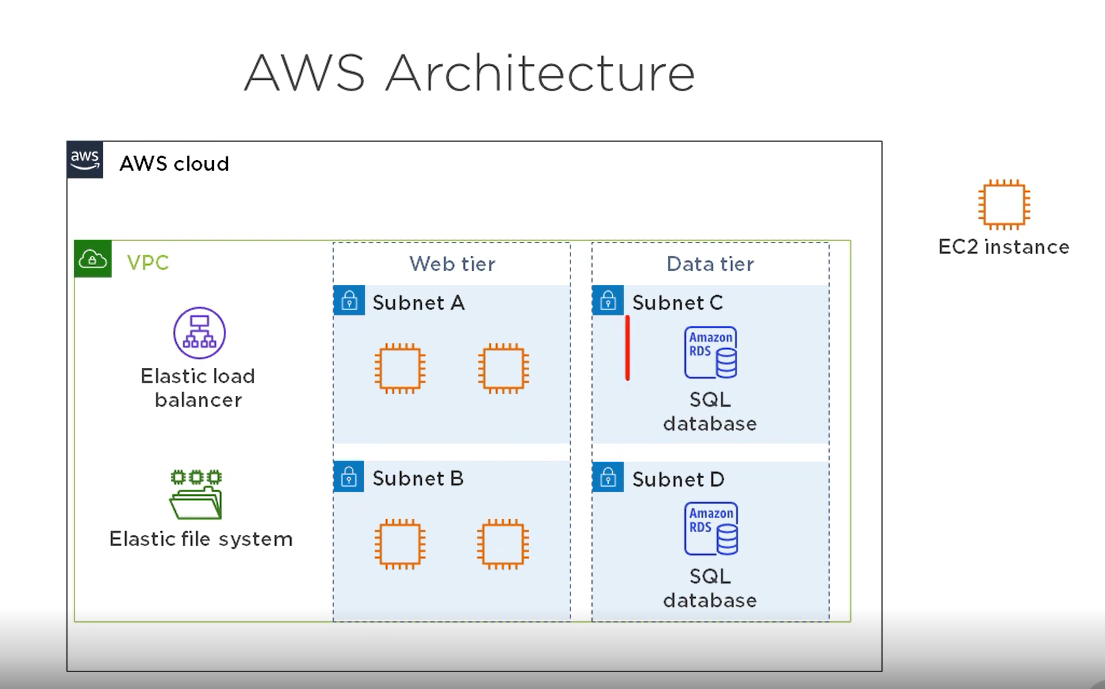 AWS Architecture
aws
AWS cloud
EC2 instance
VPC
Web tier
Data tier
Subnet A
Subnet C
Amazon
RDS
Elastic load
balancer
SQL
database
Subnet B
Subnet D
Amazon
RDS
Elastic file system
SQL
database